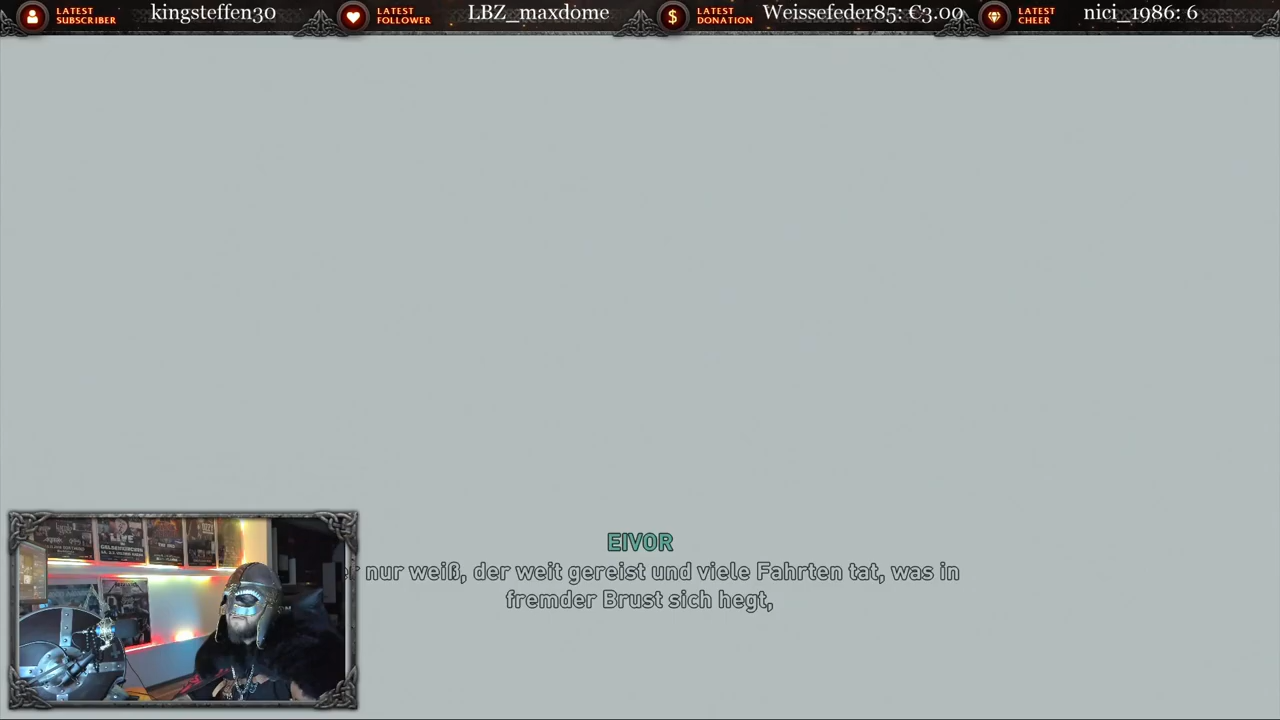 LATEST
SUBSCRIBER
kingsteffen30
LATEST
FOLLOWER
LBZ_maxdome
LATEST
DONATION
Weissefeder85: €3.00
LATEST
CHEER
nici_1986: 6
EIVOR
nur weiß, der weit gereist und viele Fahrten tat, was in
fremder Brust sich hegt,
LIVE